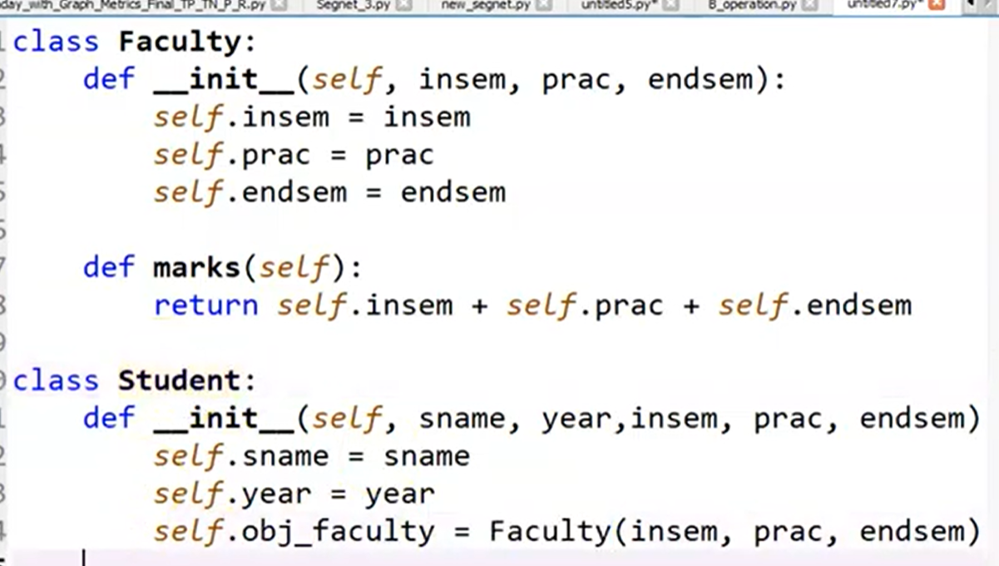 day_with_Graph_Metrics_Final_TP_TN_P_R.py Segnet_3.py new_segnet.py untitled5.py* B_operation.py untitled7.py*
class Faculty:
def __init__(self, insem, prac, endsem):
self.insem = insem
self.prac = prac
self.endsem = endsem
def marks(self):
return self.insem + self.prac + self.endsem
class Student:
def __init__(self, sname, year,insem, prac, endsem)
self.sname = sname
self.year = year
self.obj_faculty = Faculty(insem, prac, endsem)